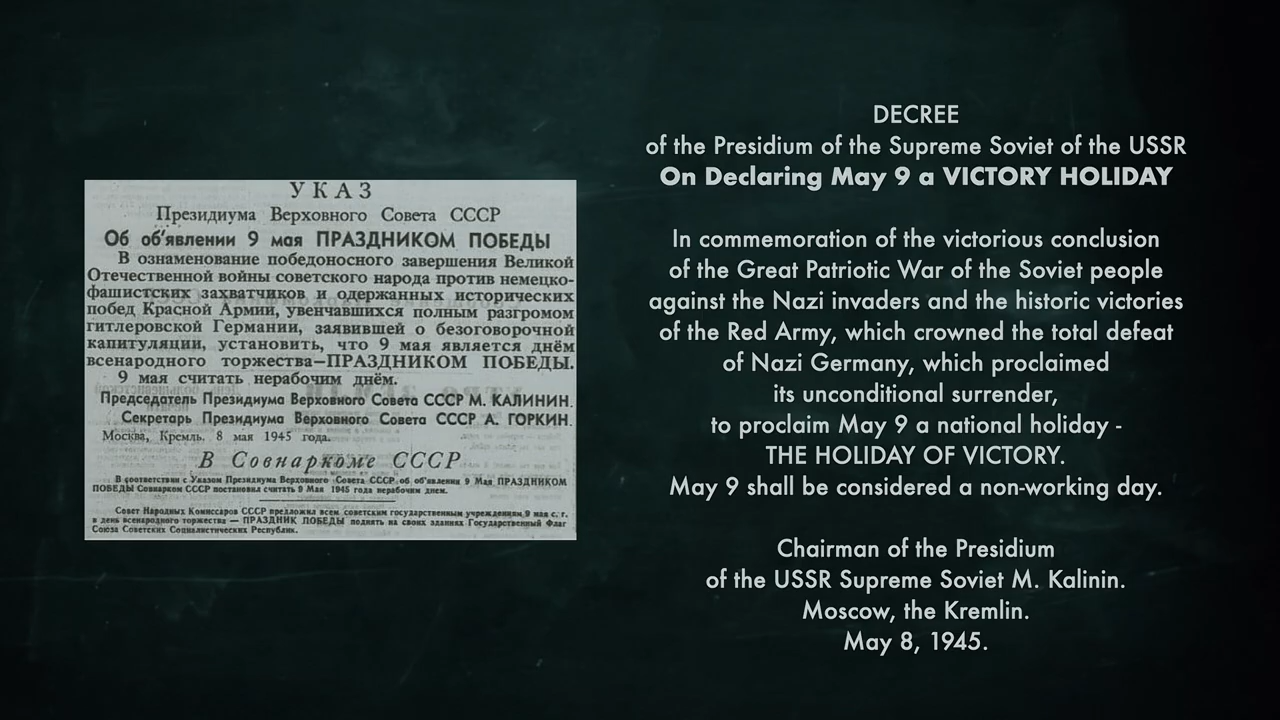 УКАЗ
Президиума Верховного Совета СССР
Об об'явлении 9 мая ПРАЗДНИКОМ ПОБЕДЫ
В ознаменование победоносного завершения Великой
Отечественной войны советского народа против немецко-
фашистских захватчиков и одержанных исторических
побед Красной Армии, увенчавшихся полным разгромом
гитлеровской Германии, заявившей о безоговорочной
капитуляции, установить, что 9 мая является днём
всенародного торжества—ПРАЗДНИКОМ ПОБЕДЫ.
9 мая считать нерабочим днём.
Председатель Президиума Верховного Совета СССР М. КАЛИНИН.
Секретарь Президиума Верховного Совета СССР А. ГОРКИН.
Москва, Кремль. 8 мая 1945 года.
В Совнаркоме СССР
В соответствии с Указом Президиума Верховного Совета СССР об об'явлении 9 Мая ПРАЗДНИКОМ
ПОБЕДЫ Совнарком СССР постановил считать 9 Мая 1945 года нерабочим днем.
Совет Народных Комиссаров СССР предложил всем советским государственным учреждениям 9 мая с. г.
в день всенародного торжества — ПРАЗДНИК ПОБЕДЫ поднять на своих зданиях Государственный Флаг
Союза Советских Социалистических Республик.
DECREE
of the Presidium of the Supreme Soviet of the USSR
On Declaring May 9 a VICTORY HOLIDAY
In commemoration of the victorious conclusion
of the Great Patriotic War of the Soviet people
against the Nazi invaders and the historic victories
of the Red Army, which crowned the total defeat
of Nazi Germany, which proclaimed
its unconditional surrender,
to proclaim May 9 a national holiday -
THE HOLIDAY OF VICTORY.
May 9 shall be considered a non-working day.
Chairman of the Presidium
of the USSR Supreme Soviet M. Kalinin.
Moscow, the Kremlin.
May 8, 1945.